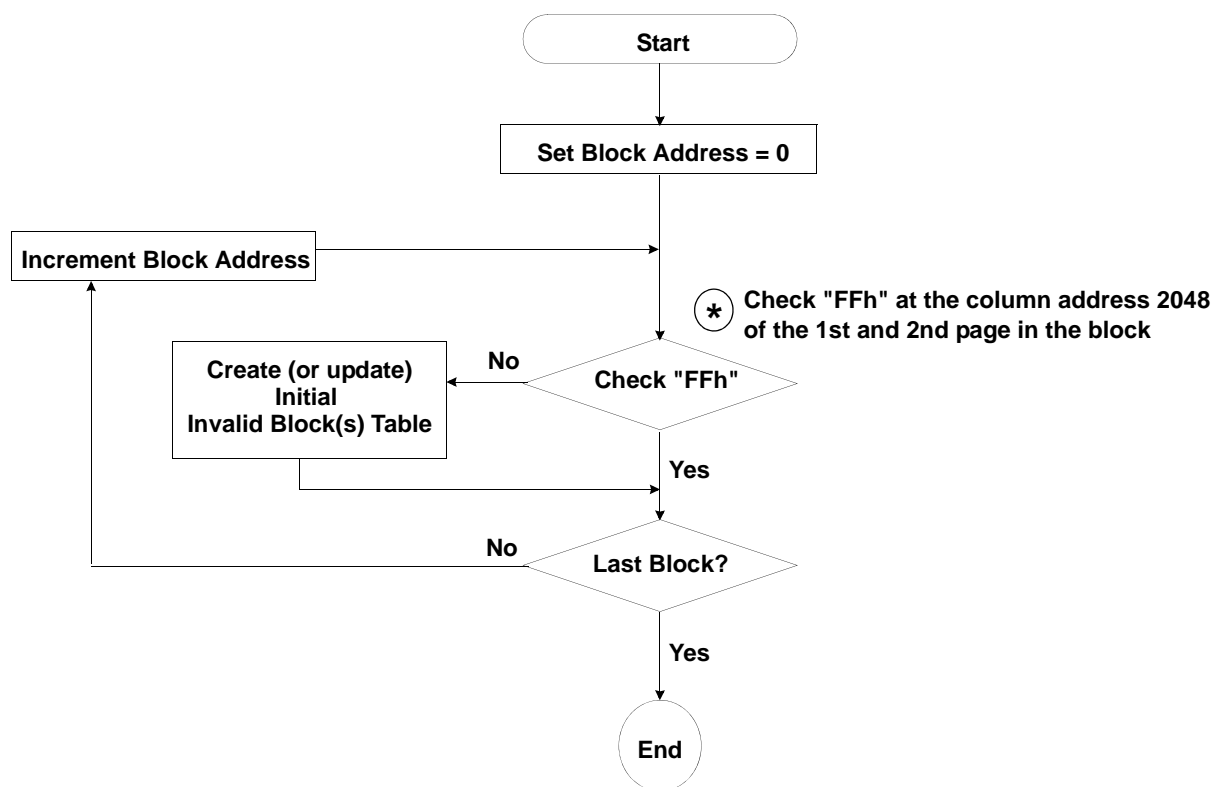 Start
Set Block Address = 0
Increment Block Address
* Check "FFh" at the column address 2048
of the 1st and 2nd page in the block
No
Create (or update)
Initial
Invalid Block(s) Table
Check "FFh"
Yes
No
Last Block?
Yes
End